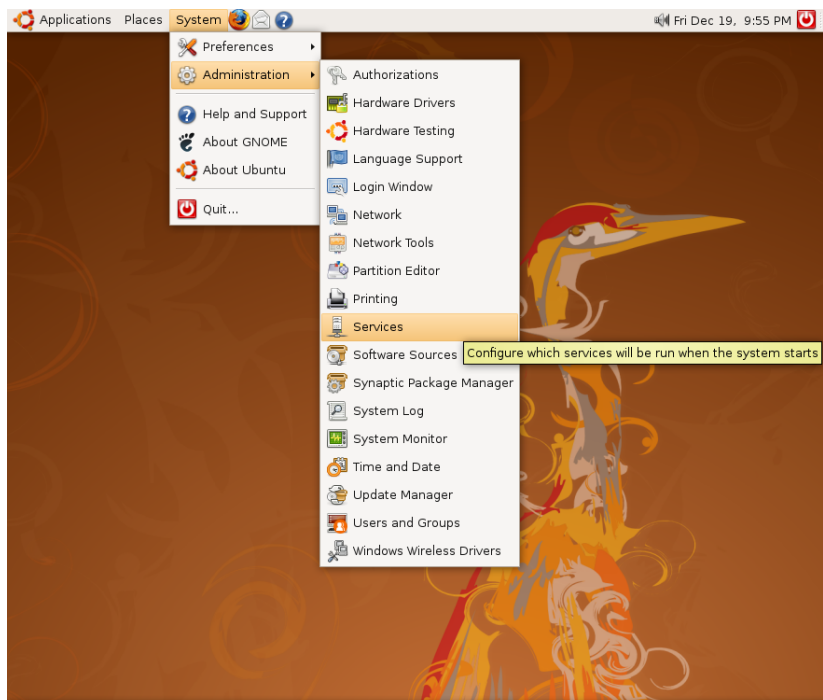 Applications Places System Fri Dec 19, 9:55 PM
Preferences
Administration
Help and Support
About GNOME
About Ubuntu
Quit...
Authorizations
Hardware Drivers
Hardware Testing
Language Support
Login Window
Network
Network Tools
Partition Editor
Printing
Services
Configure which services will be run when the system starts
Software Sources
Synaptic Package Manager
System Log
System Monitor
Time and Date
Update Manager
Users and Groups
Windows Wireless Drivers